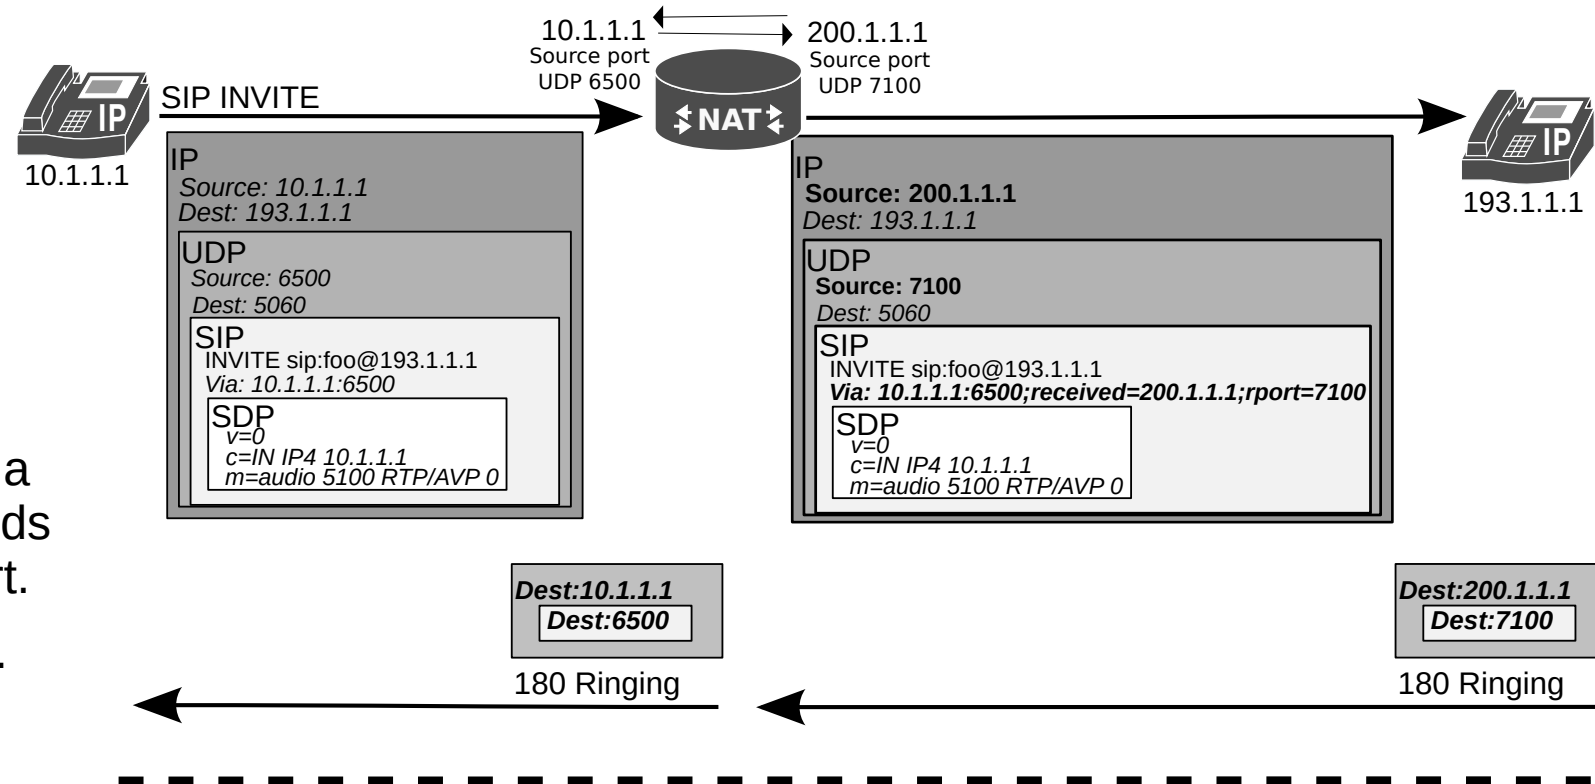 10.1.1.1
Source port
UDP 6500
200.1.1.1
Source port
UDP 7100
IP
10.1.1.1
SIP INVITE
NAT
IP
193.1.1.1
IP
Source: 10.1.1.1
Dest: 193.1.1.1
UDP
Source: 6500
Dest: 5060
SIP
INVITE sip:foo@193.1.1.1
Via: 10.1.1.1:6500
SDP
v=0
c=IN IP4 10.1.1.1
m=audio 5100 RTP/AVP 0
IP
Source: 200.1.1.1
Dest: 193.1.1.1
UDP
Source: 7100
Dest: 5060
SIP
INVITE sip:foo@193.1.1.1
Via: 10.1.1.1:6500;received=200.1.1.1;rport=7100
SDP
v=0
c=IN IP4 10.1.1.1
m=audio 5100 RTP/AVP 0
a
ds
t.
.
Dest:10.1.1.1
Dest:6500
180 Ringing
Dest:200.1.1.1
Dest:7100
180 Ringing